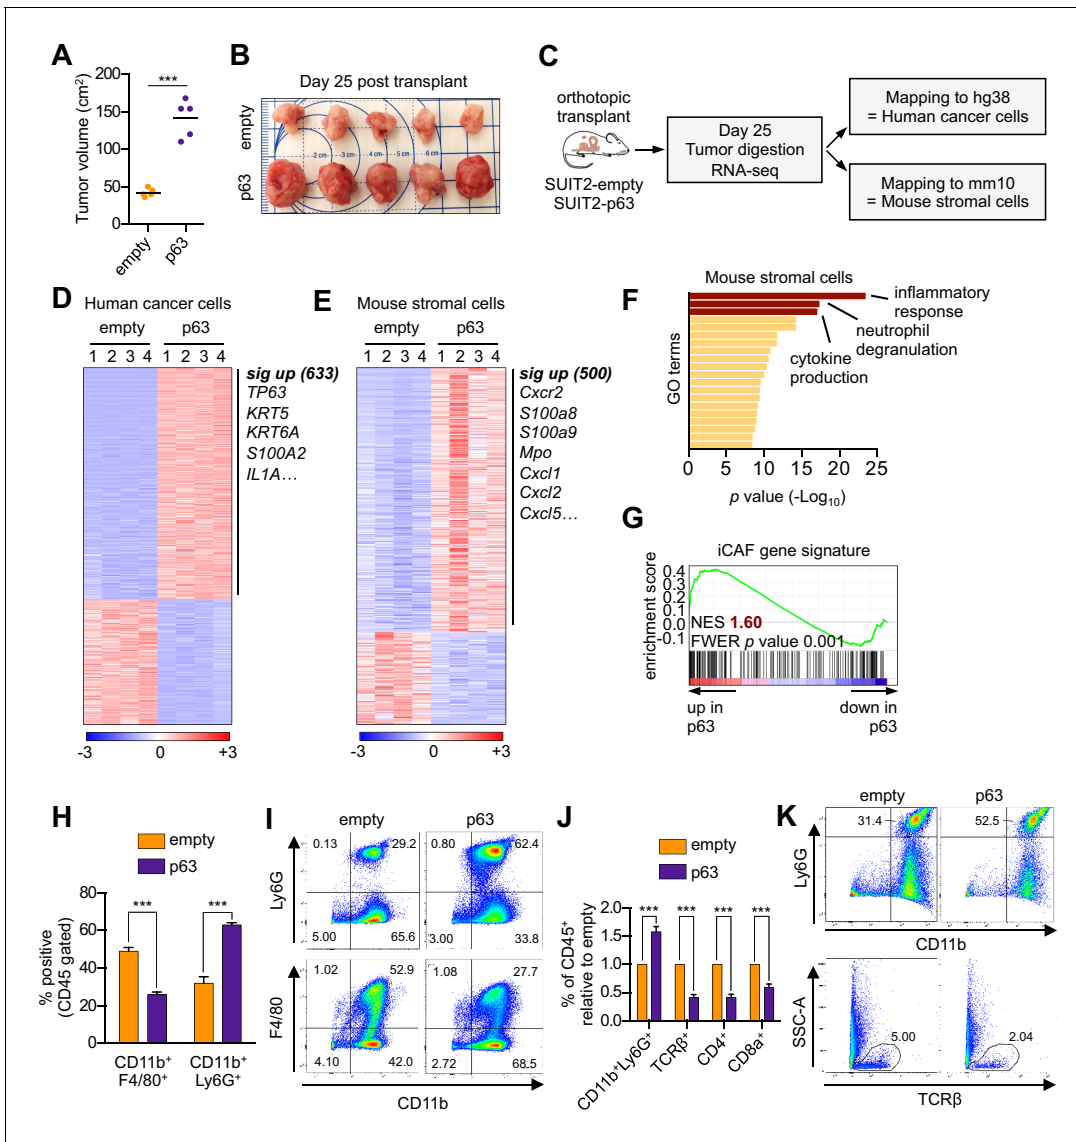 A
Tumor volume (cm²)
200
150
100
50
0
***
empty
p63
B
Day 25 post transplant
empty
p63
2 cm
3 cm
4 cm
5 cm
6 cm
C
orthotopic
transplant
SUIT2-empty
SUIT2-p63
Day 25
Tumor digestion
RNA-seq
Mapping to hg38
= Human cancer cells
Mapping to mm10
= Mouse stromal cells
D
Human cancer cells
empty p63
1 2 3 4 1 2 3 4
sig up (633)
TP63
KRT5
KRT6A
S100A2
IL1A…
-3 0 +3
E
Mouse stromal cells
empty p63
1 2 3 4 1 2 3 4
sig up (500)
Cxcr2
S100a8
S100a9
Mpo
Cxcl1
Cxcl2
Cxcl5…
-3 0 +3
F
Mouse stromal cells
GO terms
inflammatory
response
neutrophil
degranulation
cytokine
production
0 5 10 15 20 25
p value (-Log₁₀)
G
iCAF gene signature
enrichment score
0.4
0.3
0.2
0.1
0.0
-0.1
NES 1.60
FWER p value 0.001
up in
p63
down in
p63
H
empty
p63
% positive
(CD45 gated)
80
60
40
20
0
*** ***
CD11b⁺
F4/80⁺
CD11b⁺
Ly6G⁺
I
empty p63
Ly6G
0.13 29.2
5.00 65.6
0.80 62.4
3.00 33.8
F4/80
1.02 52.9
4.10 42.0
1.08 27.7
2.72 68.5
CD11b
J
empty
p63
% of CD45⁺
relative to empty
2.0
1.5
1.0
0.5
0.0
*** *** *** ***
CD11b⁺Ly6G⁺
TCRβ⁺
CD4⁺
CD8a⁺
K
empty p63
Ly6G
31.4
52.5
CD11b
SSC-A
5.00
2.04
TCRβ